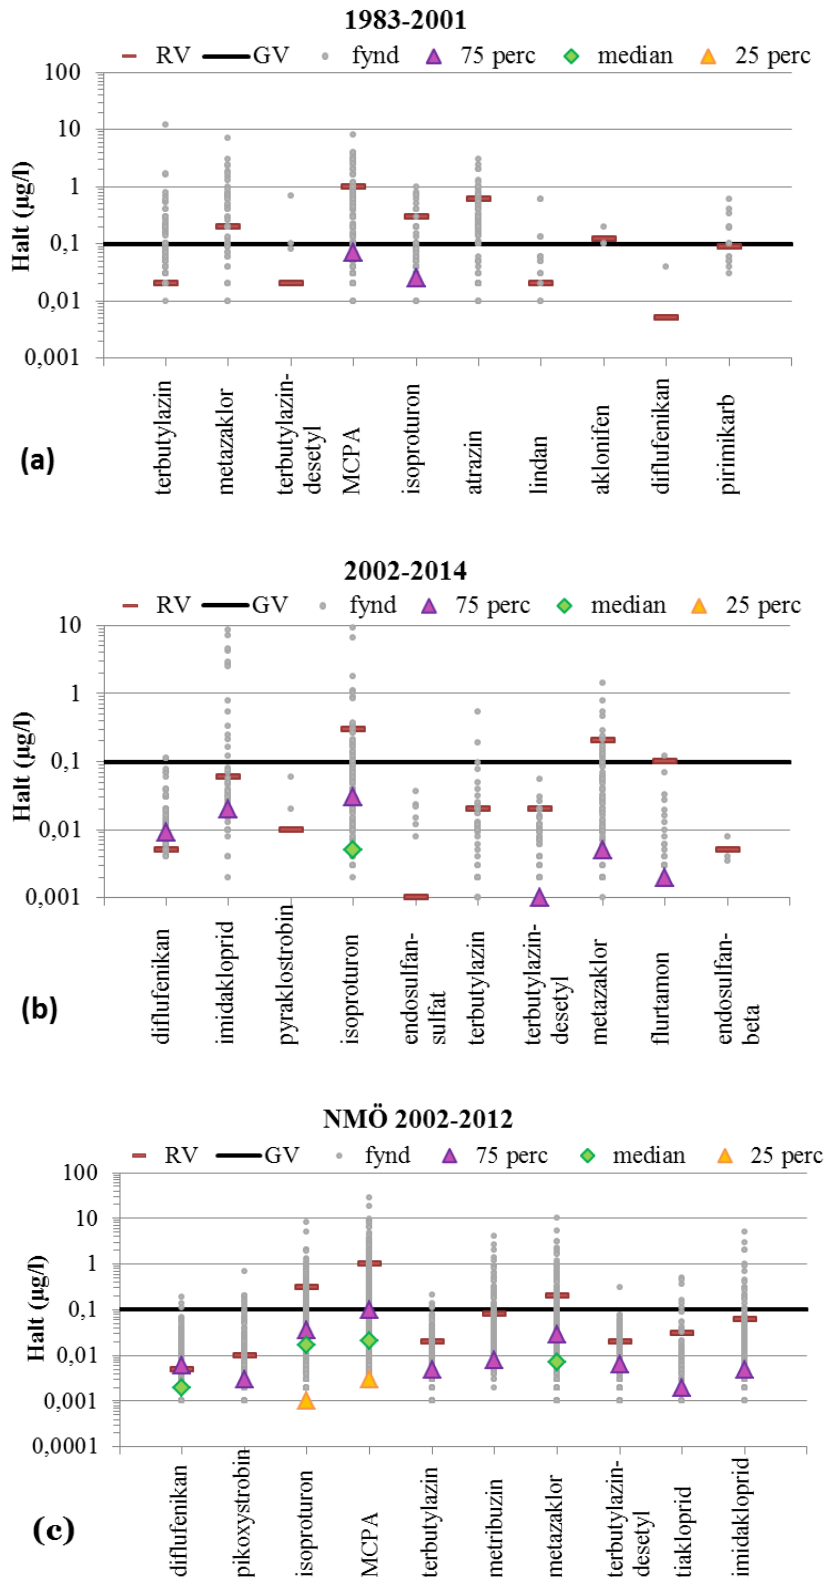 1983-2001
RV GV fynd 75 perc median 25 perc
Halt (µg/l)
100
10
1
0,1
0,01
0,001
terbutylazin
metazaklor
terbutylazin-
desetyl
MCPA
isoproturon
atrazin
lindan
aklonifen
diflufenikan
pirimikarb
(a)
2002-2014
RV GV fynd 75 perc median 25 perc
Halt (µg/l)
10
1
0,1
0,01
0,001
diflufenikan
imidakloprid
pyraklostrobin
isoproturon
endosulfan-
sulfat
terbutylazin
terbutylazin-
desetyl
metazaklor
flurtamon
endosulfan-
beta
(b)
NMÖ 2002-2012
RV GV fynd 75 perc median 25 perc
Halt (µg/l)
100
10
1
0,1
0,01
0,001
0,0001
diflufenikan
pikoxystrobin
isoproturon
MCPA
terbutylazin
metribuzin
metazaklor
terbutylazin-
desetyl
tiakloprid
imidakloprid
(c)